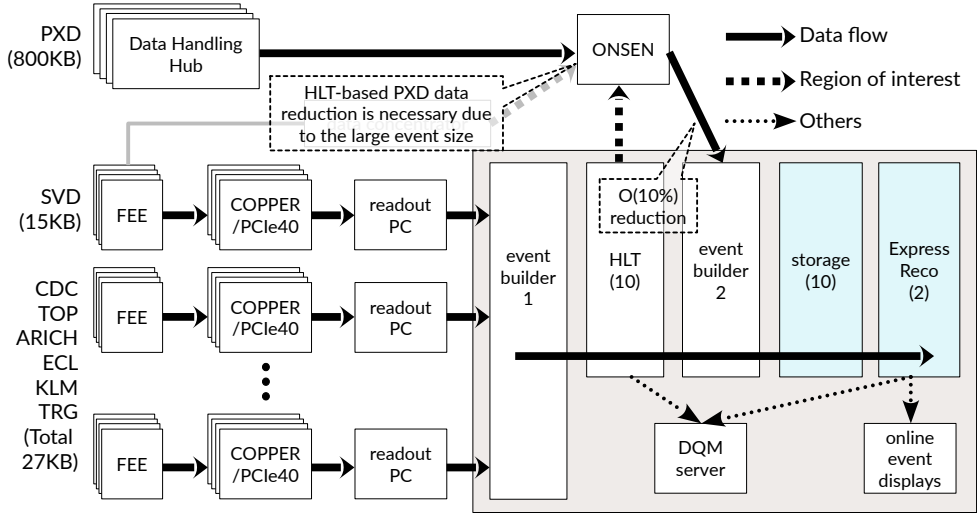 PXD
(800KB)
Data Handling
Hub
ONSEN
Data flow
Region of interest
Others
HLT-based PXD data
reduction is necessary due
to the large event size
SVD
(15KB)
FEE
COPPER
/PCIe40
readout
PC
O(10%)
reduction
event
builder
1
HLT
(10)
event
builder
2
storage
(10)
Express
Reco
(2)
CDC
TOP
ARICH
ECL
KLM
TRG
(Total
27KB)
FEE
COPPER
/PCIe40
readout
PC
FEE
COPPER
/PCIe40
readout
PC
DQM
server
online
event
displays